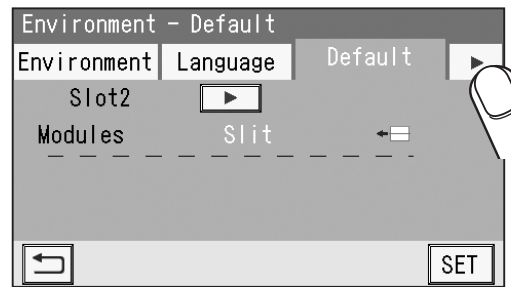 Environment - Default
Environment Language Default
Slot2
Modules Slit
SET